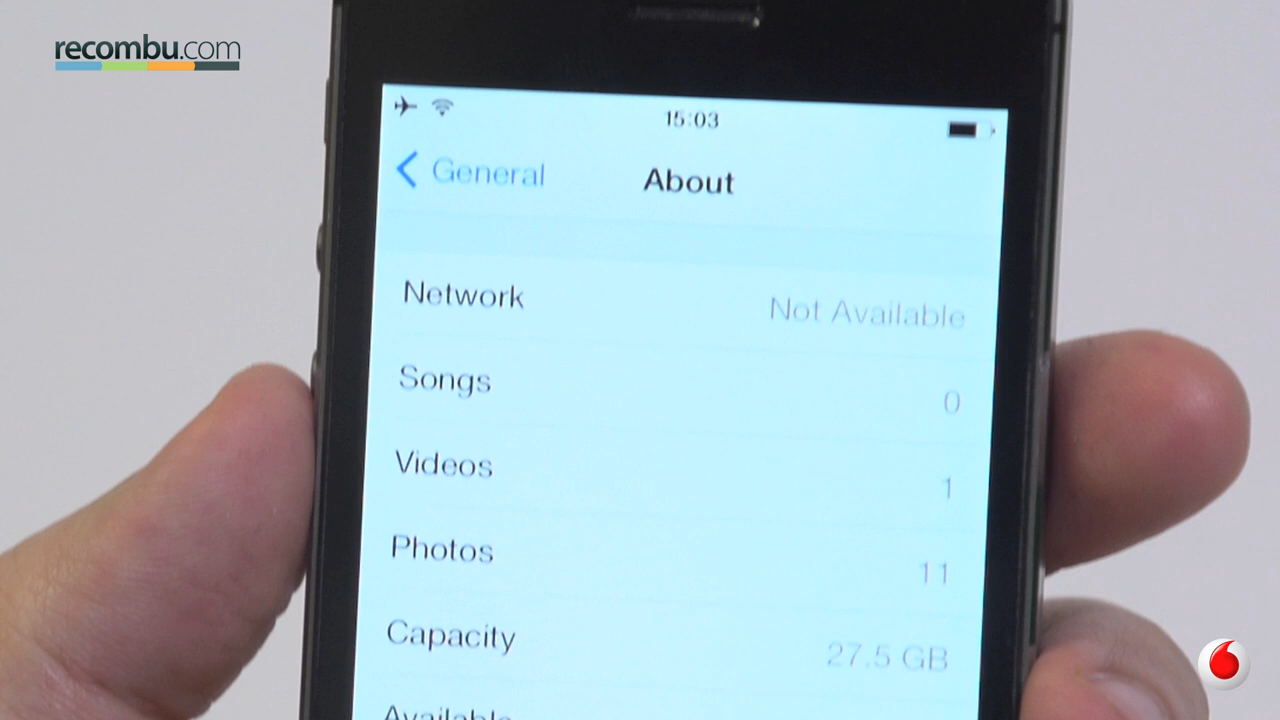 recombu.com
15:03
General
About
Network Not Available
Songs 0
Videos 1
Photos 11
Capacity 27.5 GB
Available